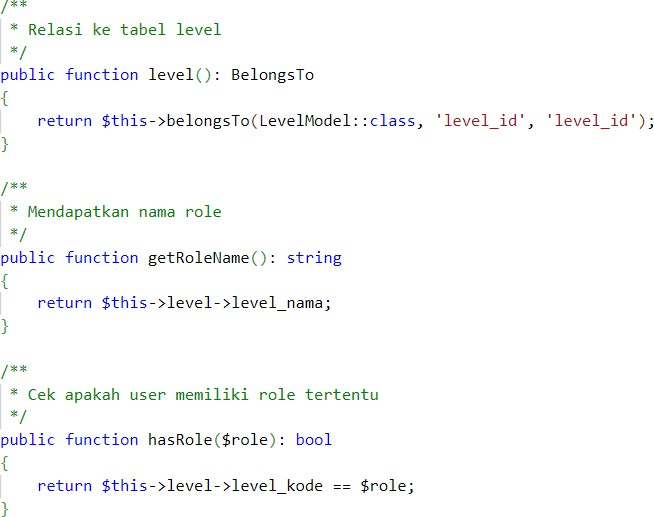 /**
 * Relasi ke tabel level
 */
public function level(): BelongsTo
{
    return $this->belongsTo(LevelModel::class, 'level_id', 'level_id');
}

/**
 * Mendapatkan nama role
 */
public function getRoleName(): string
{
    return $this->level->level_nama;
}

/**
 * Cek apakah user memiliki role tertentu
 */
public function hasRole($role): bool
{
    return $this->level->level_kode == $role;
}